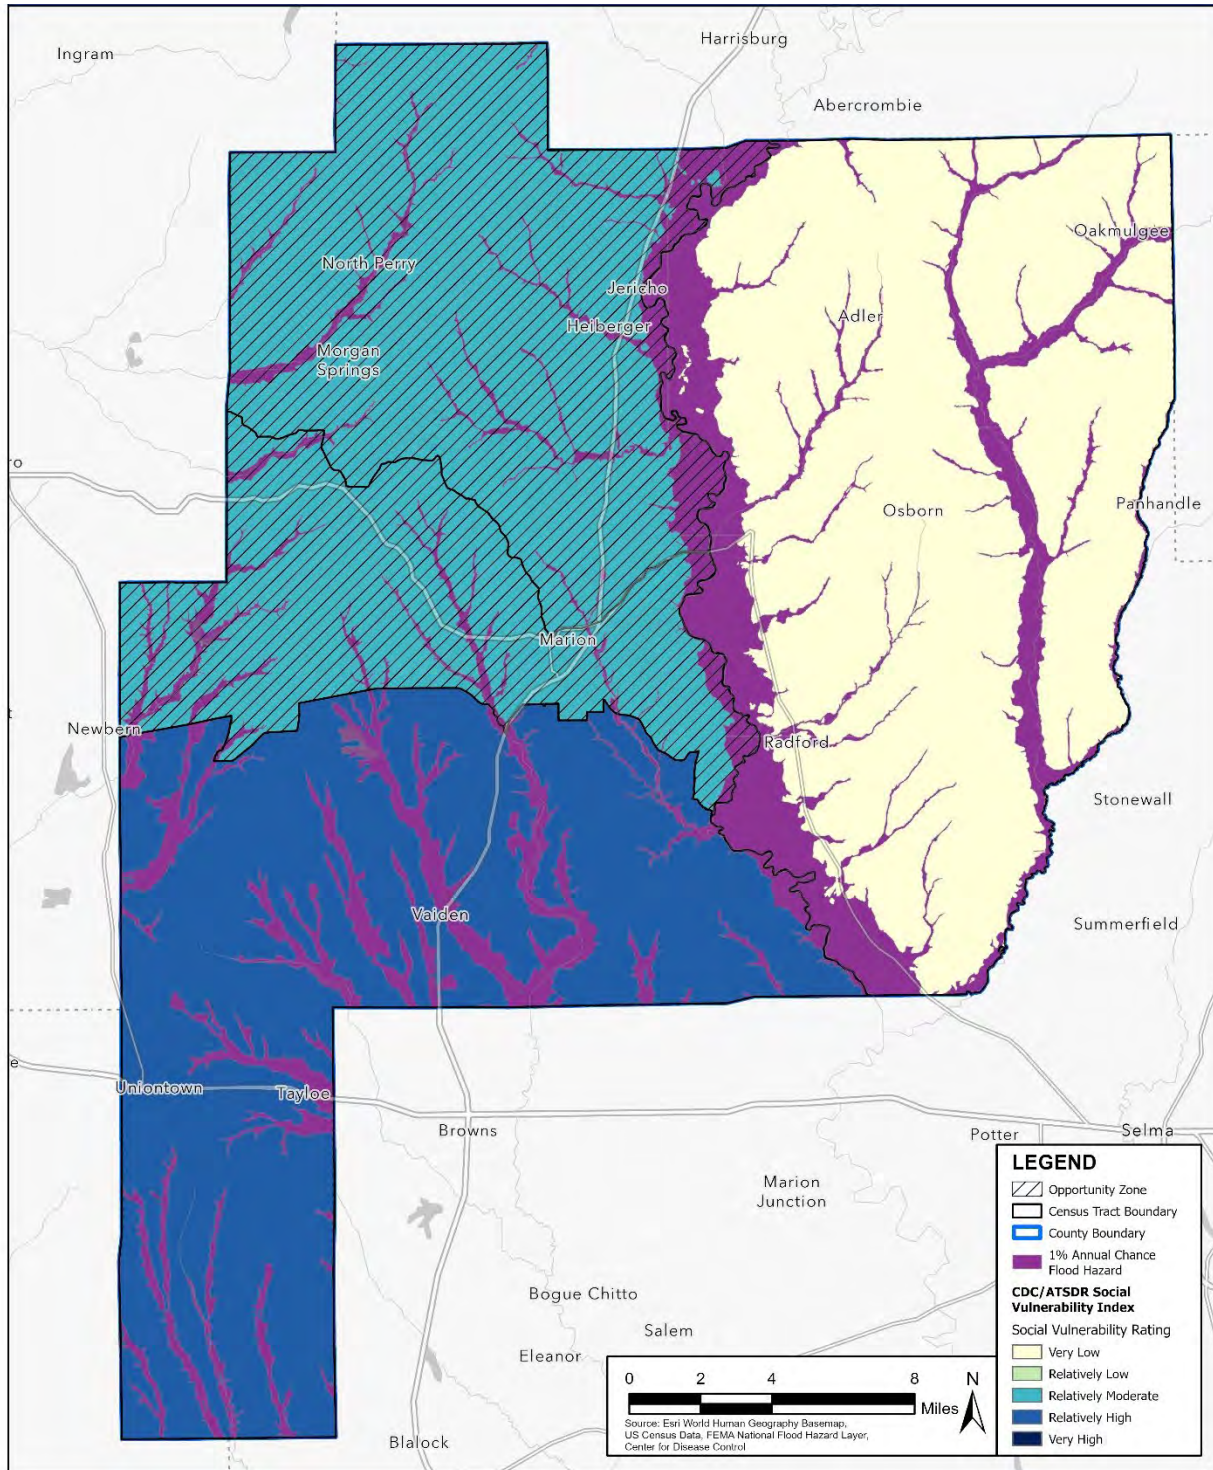 Harrisburg
Ingram
Abercrombie
Oakmulgee
North Perry
Jericho
Adler
Heiberger
Morgan
Springs
ro
Panhandle
Osborn
Marion
t
Newbern
Radford
Stonewall
Vaiden
Summerfield
e
Uniontown
Tayloe
Browns
Potter
Selma
Marion
Junction
Bogue Chitto
Salem
Eleanor
Blalock
LEGEND
Opportunity Zone
Census Tract Boundary
County Boundary
1% Annual Chance
Flood Hazard
CDC/ATSDR Social
Vulnerability Index
Social Vulnerability Rating
Very Low
Relatively Low
Relatively Moderate
Relatively High
Very High
0 2 4 8
Miles
N
Source: Esri World Human Geography Basemap,
US Census Data, FEMA National Flood Hazard Layer,
Center for Disease Control